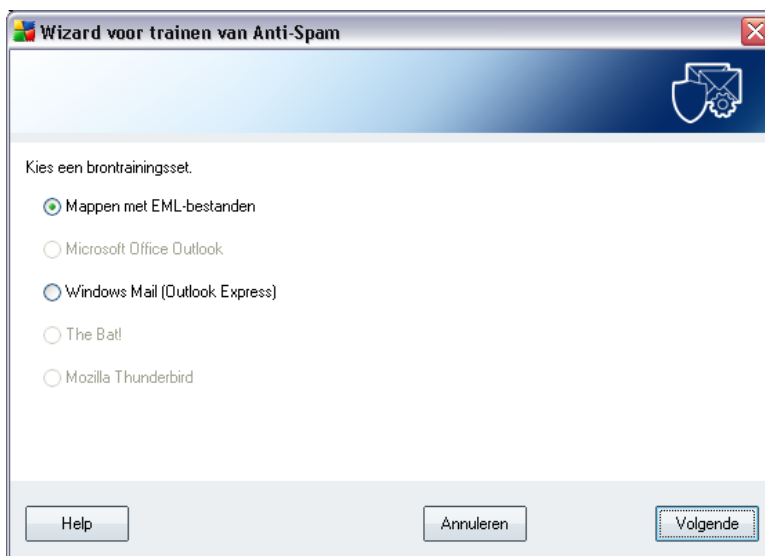 Wizard voor trainen van Anti-Spam
Kies een brontrainingsset.
Mappen met EML-bestanden
Microsoft Office Outlook
Windows Mail (Outlook Express)
The Bat!
Mozilla Thunderbird
Help
Annuleren
Volgende